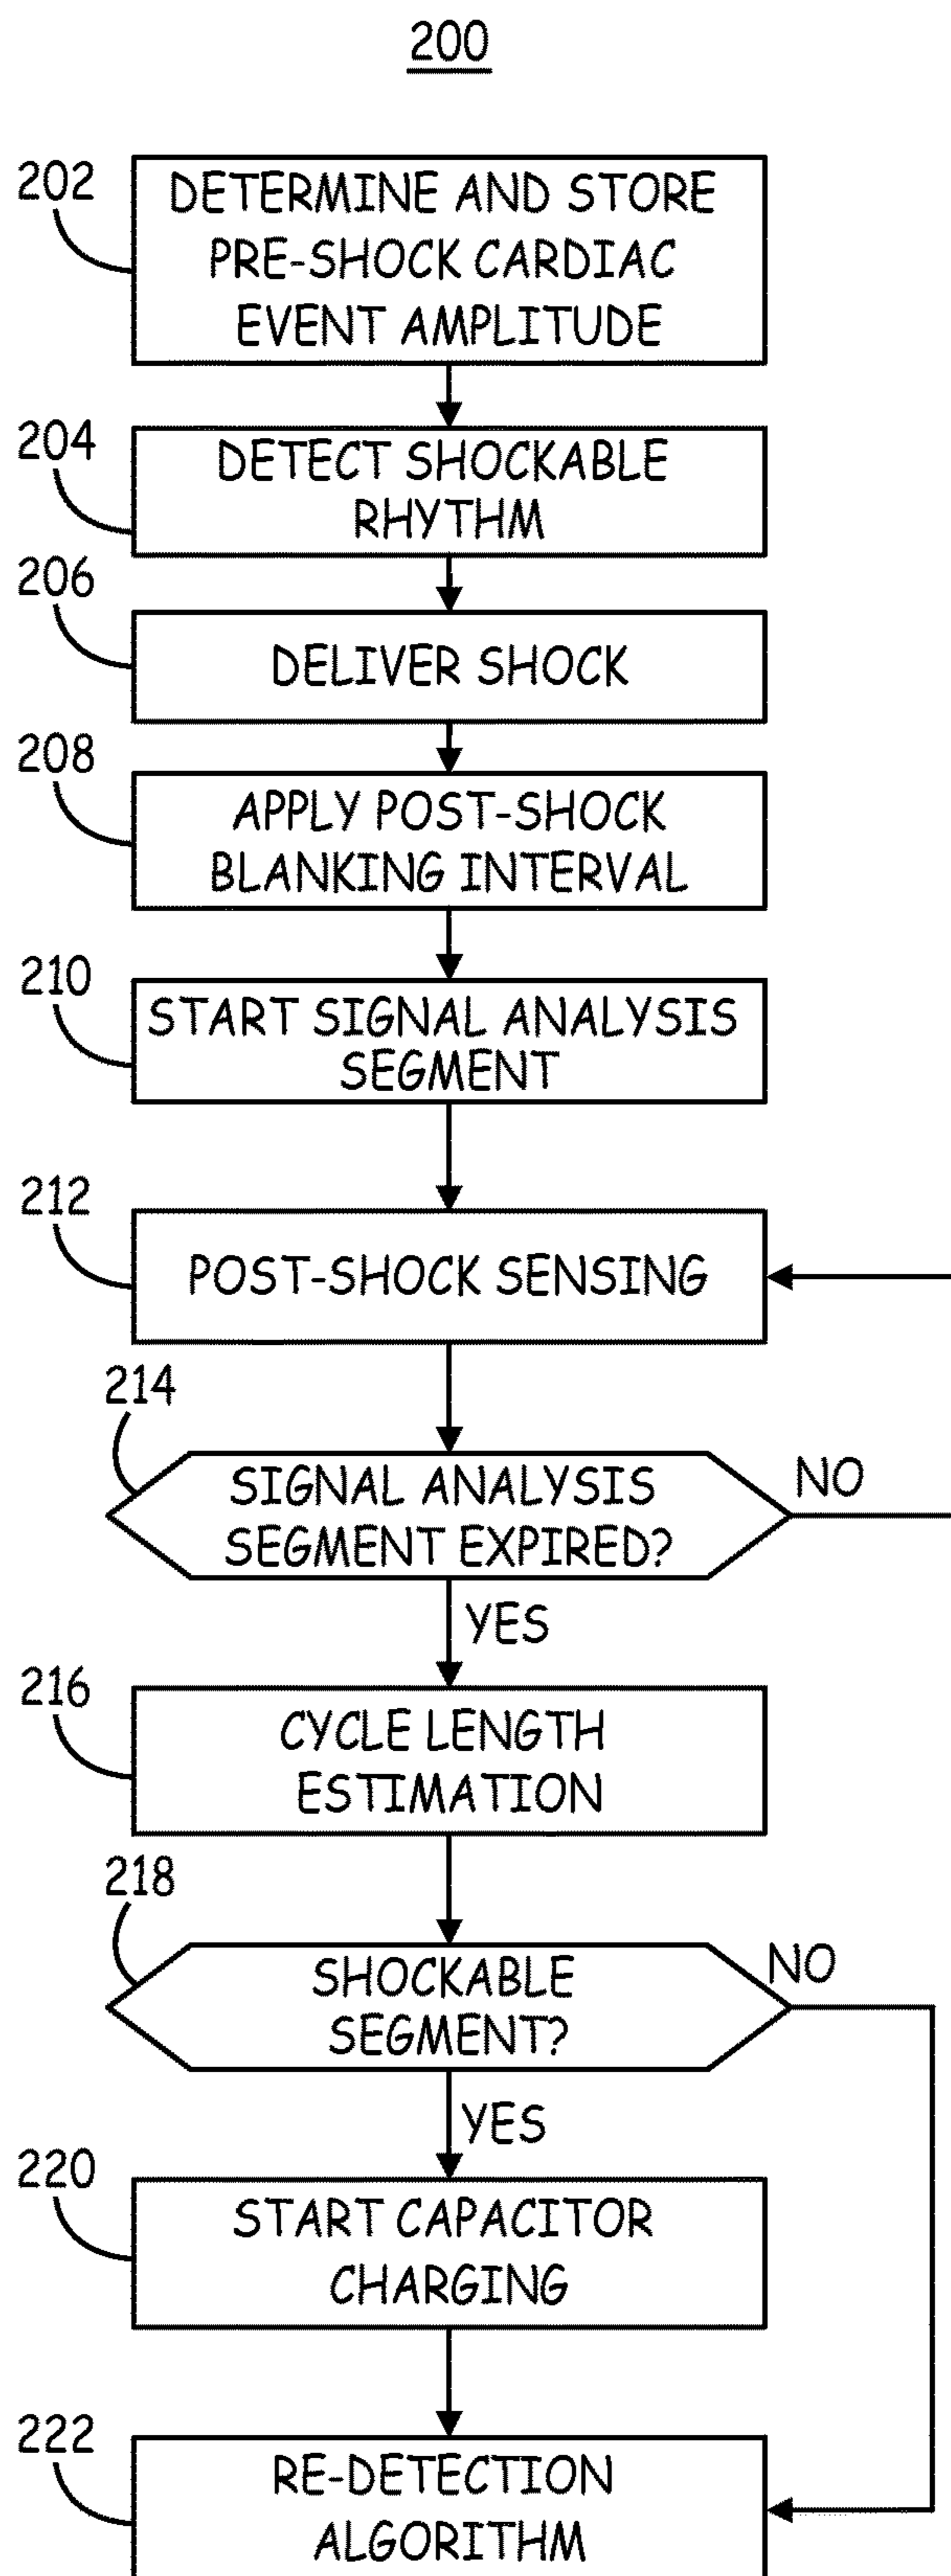 200
202
DETERMINE AND STORE
PRE-SHOCK CARDIAC
EVENT AMPLITUDE
204
DETECT SHOCKABLE
RHYTHM
206
DELIVER SHOCK
208
APPLY POST-SHOCK
BLANKING INTERVAL
210
START SIGNAL ANALYSIS
SEGMENT
212
POST-SHOCK SENSING
214
SIGNAL ANALYSIS
SEGMENT EXPIRED?
NO
YES
216
CYCLE LENGTH
ESTIMATION
218
SHOCKABLE
SEGMENT?
NO
YES
220
START CAPACITOR
CHARGING
222
RE-DETECTION
ALGORITHM